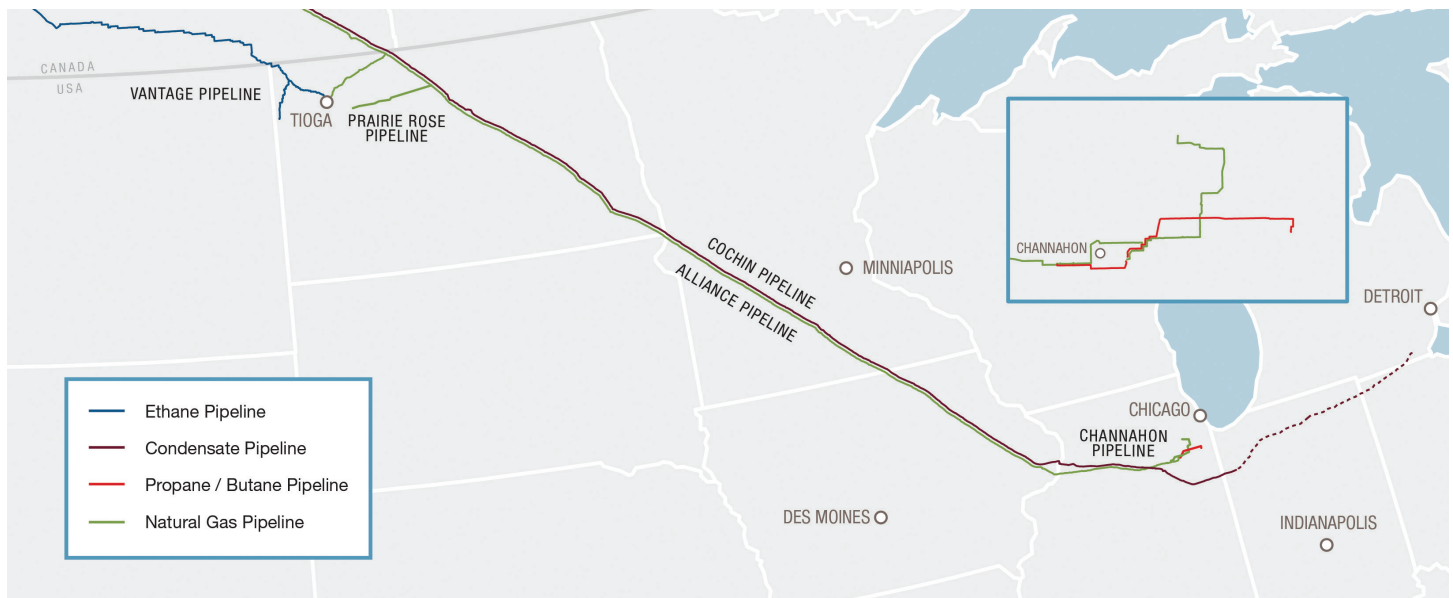 CANADA
USA
VANTAGE PIPELINE
TIOGA
PRAIRIE ROSE
PIPELINE
CHANNAHON
COCHIN PIPELINE
ALLIANCE PIPELINE
MINNIAPOLIS
DETROIT
Ethane Pipeline
Condensate Pipeline
Propane / Butane Pipeline
Natural Gas Pipeline
CHICAGO
CHANNAHON
PIPELINE
DES MOINES
INDIANAPOLIS